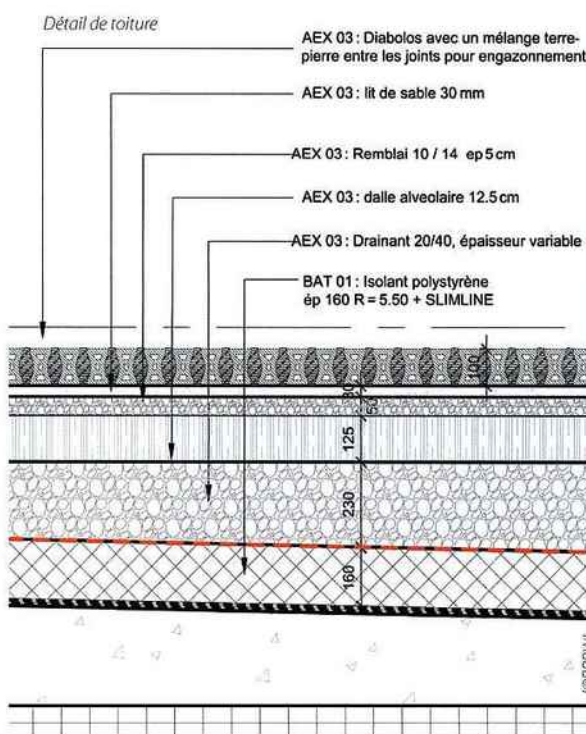 Détail de toiture
AEX 03 : Diabolos avec un mélange terre-
pierre entre les joints pour engazonnement
AEX 03 : lit de sable 30 mm
AEX 03 : Remblai 10 / 14 ep 5 cm
AEX 03 : dalle alveolaire 12.5 cm
AEX 03 : Drainant 20/40, épaisseur variable
BAT 01 : Isolant polystyrène
ép 160 R = 5.50 + SLIMLINE
100
30
50
125
230
160